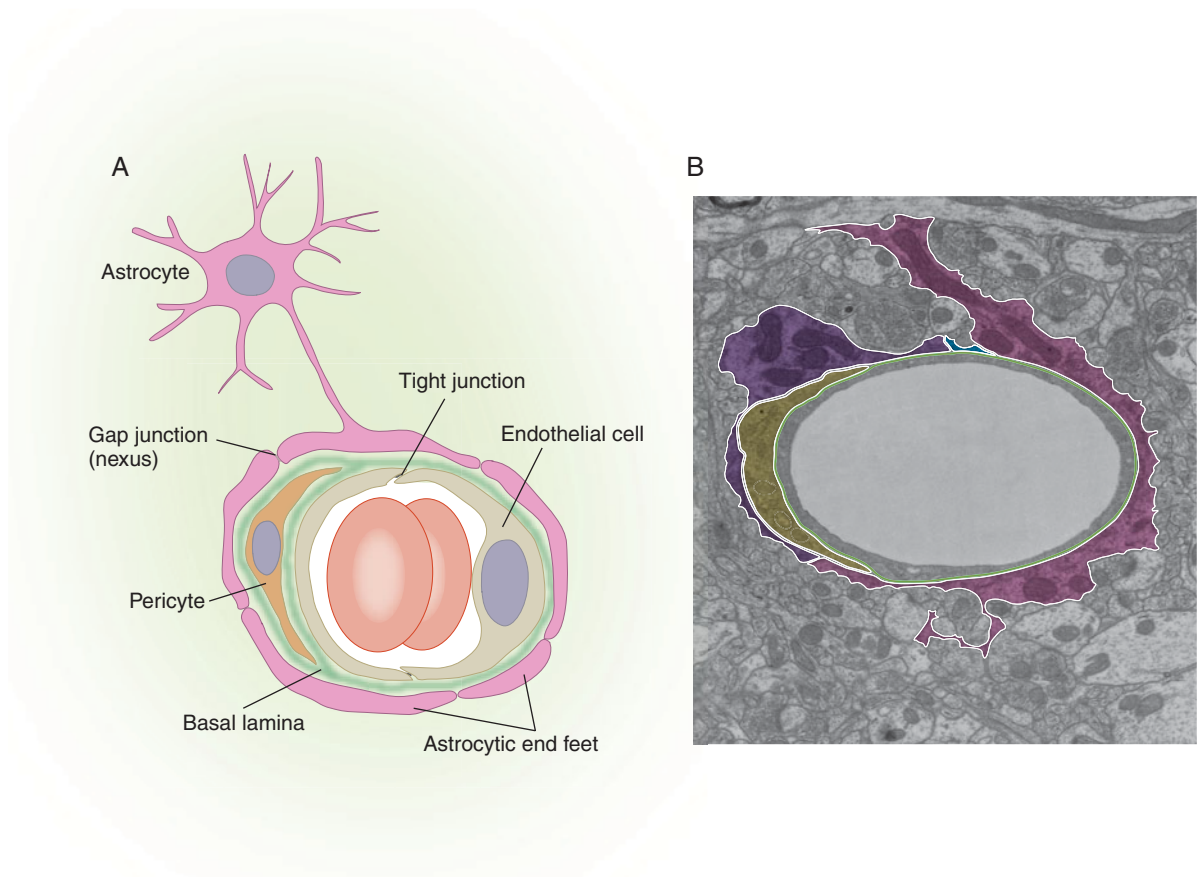 A
B
Astrocyte
Tight junction
Gap junction
(nexus)
Endothelial cell
Pericyte
Basal lamina
Astrocytic end feet